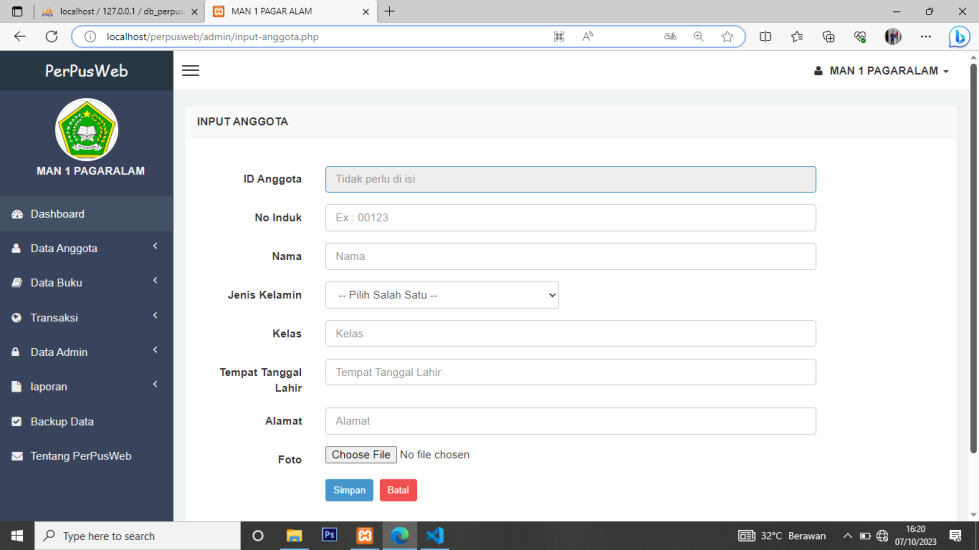 localhost / 127.0.0.1 / db_perpus
MAN 1 PAGAR ALAM
localhost/perpusweb/admin/input-anggota.php
PerPusWeb
MAN 1 PAGARALAM
MAN 1 PAGARALAM
Dashboard
Data Anggota
Data Buku
Transaksi
Data Admin
laporan
Backup Data
Tentang PerPusWeb
INPUT ANGGOTA
ID Anggota
Tidak perlu di isi
No Induk
Ex : 00123
Nama
Nama
Jenis Kelamin
-- Pilih Salah Satu --
Kelas
Kelas
Tempat Tanggal
Lahir
Tempat Tanggal Lahir
Alamat
Alamat
Foto
Choose File No file chosen
Simpan
Batal
Type here to search
32°C Berawan
16:20
07/10/2023